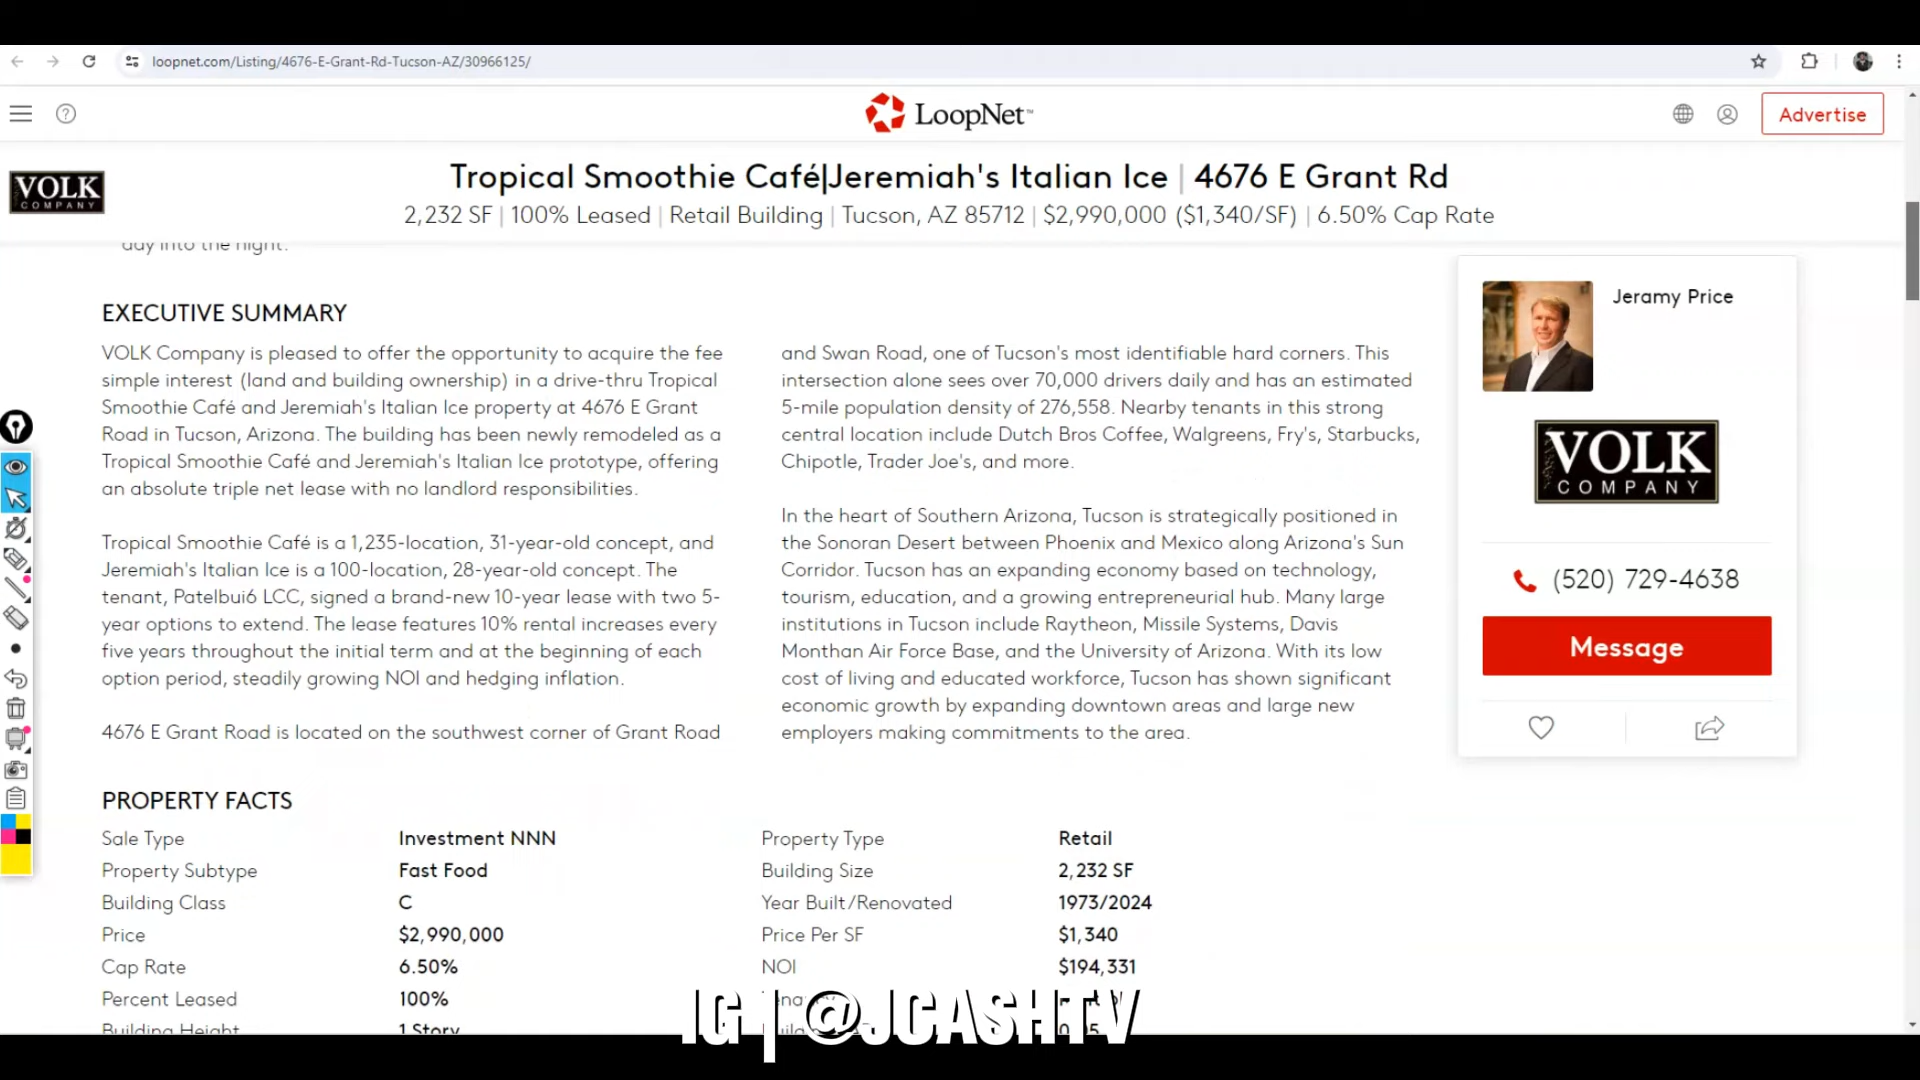 loopnet.com/Listing/4676-E-Grant-Rd-Tucson-AZ/30966125/
LoopNet™
Advertise
VOLK
COMPANY
Tropical Smoothie Café|Jeremiah's Italian Ice | 4676 E Grant Rd
2,232 SF | 100% Leased | Retail Building | Tucson, AZ 85712 | $2,990,000 ($1,340/SF) | 6.50% Cap Rate
day into the night.
EXECUTIVE SUMMARY
VOLK Company is pleased to offer the opportunity to acquire the fee
simple interest (land and building ownership) in a drive-thru Tropical
Smoothie Café and Jeremiah's Italian Ice property at 4676 E Grant
Road in Tucson, Arizona. The building has been newly remodeled as a
Tropical Smoothie Café and Jeremiah's Italian Ice prototype, offering
an absolute triple net lease with no landlord responsibilities.
Tropical Smoothie Café is a 1,235-location, 31-year-old concept, and
Jeremiah's Italian Ice is a 100-location, 28-year-old concept. The
tenant, Patelbui6 LCC, signed a brand-new 10-year lease with two 5-
year options to extend. The lease features 10% rental increases every
five years throughout the initial term and at the beginning of each
option period, steadily growing NOI and hedging inflation.
4676 E Grant Road is located on the southwest corner of Grant Road
and Swan Road, one of Tucson's most identifiable hard corners. This
intersection alone sees over 70,000 drivers daily and has an estimated
5-mile population density of 276,558. Nearby tenants in this strong
central location include Dutch Bros Coffee, Walgreens, Fry's, Starbucks,
Chipotle, Trader Joe's, and more.
In the heart of Southern Arizona, Tucson is strategically positioned in
the Sonoran Desert between Phoenix and Mexico along Arizona's Sun
Corridor. Tucson has an expanding economy based on technology,
tourism, education, and a growing entrepreneurial hub. Many large
institutions in Tucson include Raytheon, Missile Systems, Davis
Monthan Air Force Base, and the University of Arizona. With its low
cost of living and educated workforce, Tucson has shown significant
economic growth by expanding downtown areas and large new
employers making commitments to the area.
Jeramy Price
VOLK
COMPANY
(520) 729-4638
Message
PROPERTY FACTS
Sale Type Investment NNN Property Type Retail
Property Subtype Fast Food Building Size 2,232 SF
Building Class C Year Built/Renovated 1973/2024
Price $2,990,000 Price Per SF $1,340
Cap Rate 6.50% NOI $194,331
Percent Leased 100%
Building Height 1 Story
IG | @JCASHTV